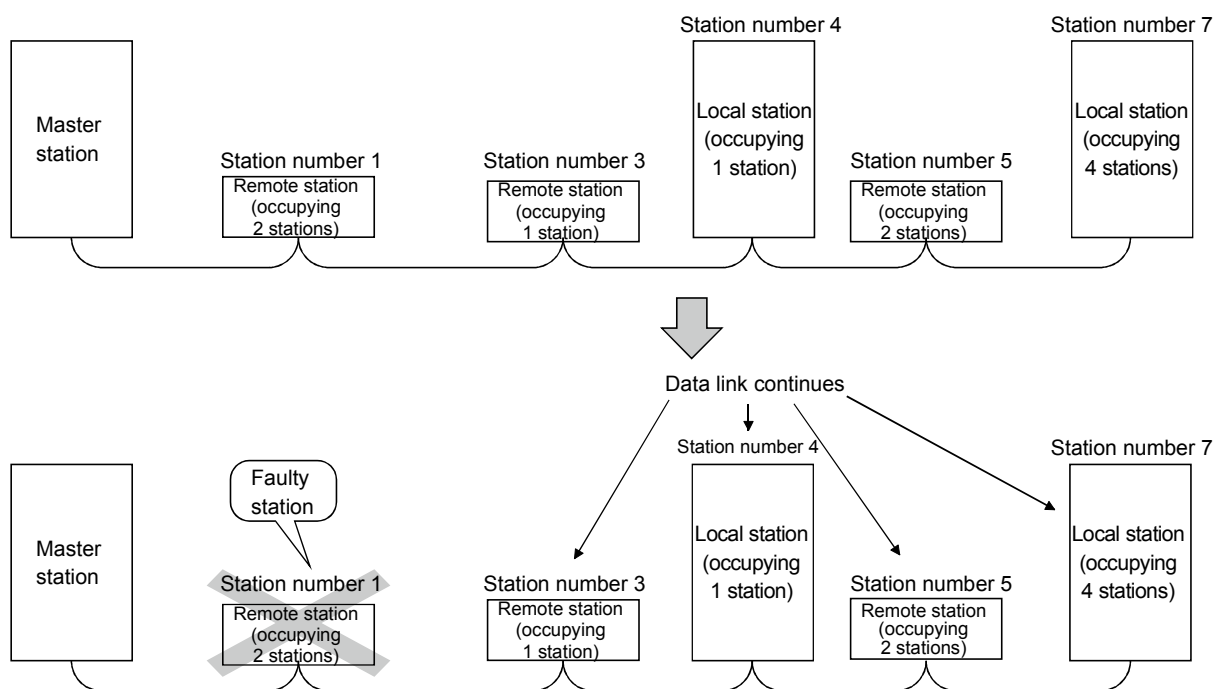 Station number 4
Station number 7
Master
station
Local station
(occupying
1 station)
Local station
(occupying
4 stations)
Station number 1
Station number 3
Station number 5
Remote station
(occupying
2 stations)
Remote station
(occupying
1 station)
Remote station
(occupying
2 stations)
Data link continues
Station number 4
Station number 7
Faulty
station
Master
station
Local station
(occupying
1 station)
Local station
(occupying
4 stations)
Station number 1
Station number 3
Station number 5
Remote station
(occupying
2 stations)
Remote station
(occupying
1 station)
Remote station
(occupying
2 stations)